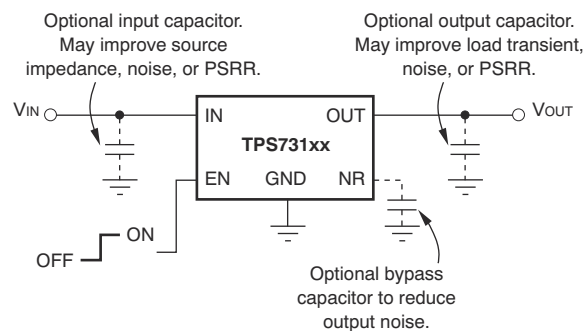 Optional input capacitor.
May improve source
impedance, noise, or PSRR.
Optional output capacitor.
May improve load transient,
noise, or PSRR.
VIN
IN
OUT
VOUT
TPS731xx
EN
GND
NR
ON
OFF
Optional bypass
capacitor to reduce
output noise.